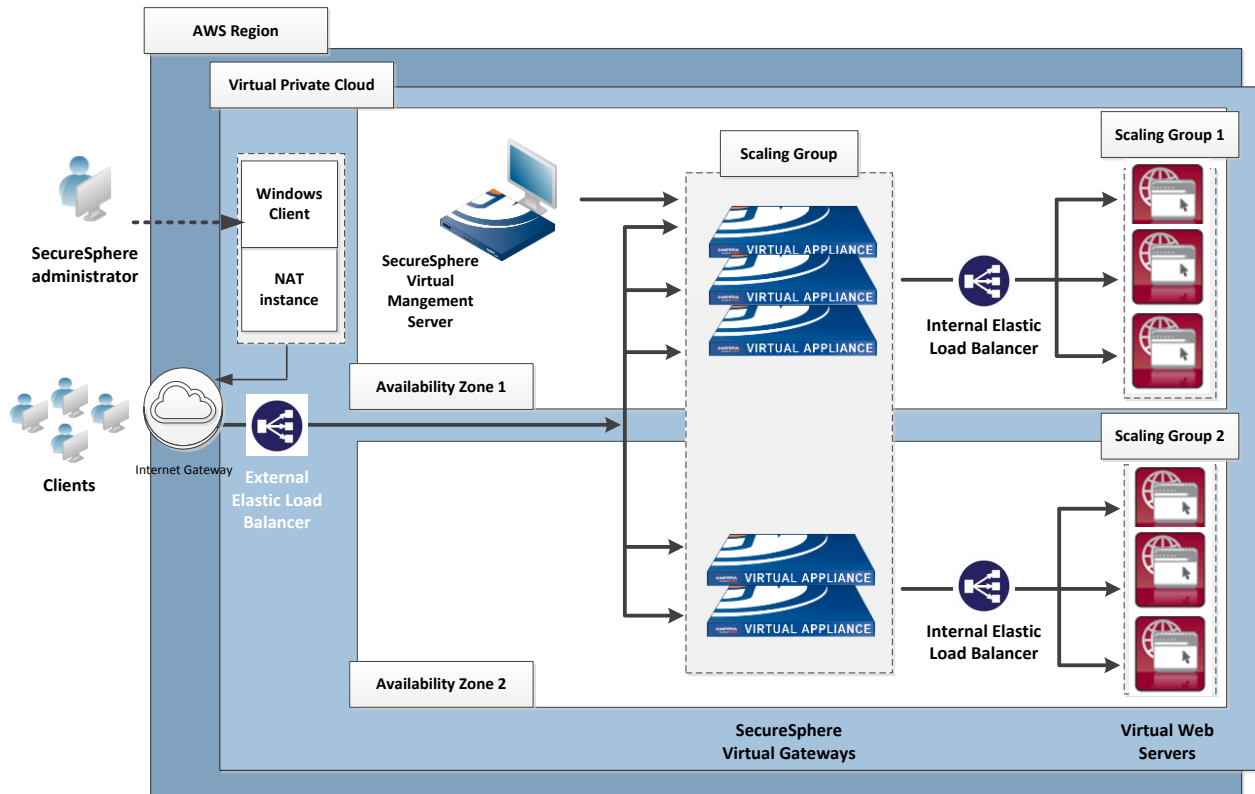 AWS Region
Virtual Private Cloud
Scaling Group 1
Scaling Group
Windows
Client
NAT
instance
SecureSphere
administrator
SecureSphere
Virtual
Mangement
Server
VIRTUAL APPLIANCE
VIRTUAL APPLIANCE
VIRTUAL APPLIANCE
Internal Elastic
Load Balancer
Availability Zone 1
Clients
Internet Gateway
External
Elastic Load
Balancer
Scaling Group 2
VIRTUAL APPLIANCE
VIRTUAL APPLIANCE
Internal Elastic
Load Balancer
Availability Zone 2
SecureSphere
Virtual Gateways
Virtual Web
Servers